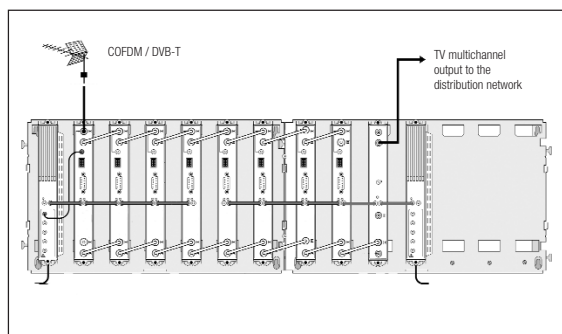 COFDM / DVB-T
TV multichannel
output to the
distribution network